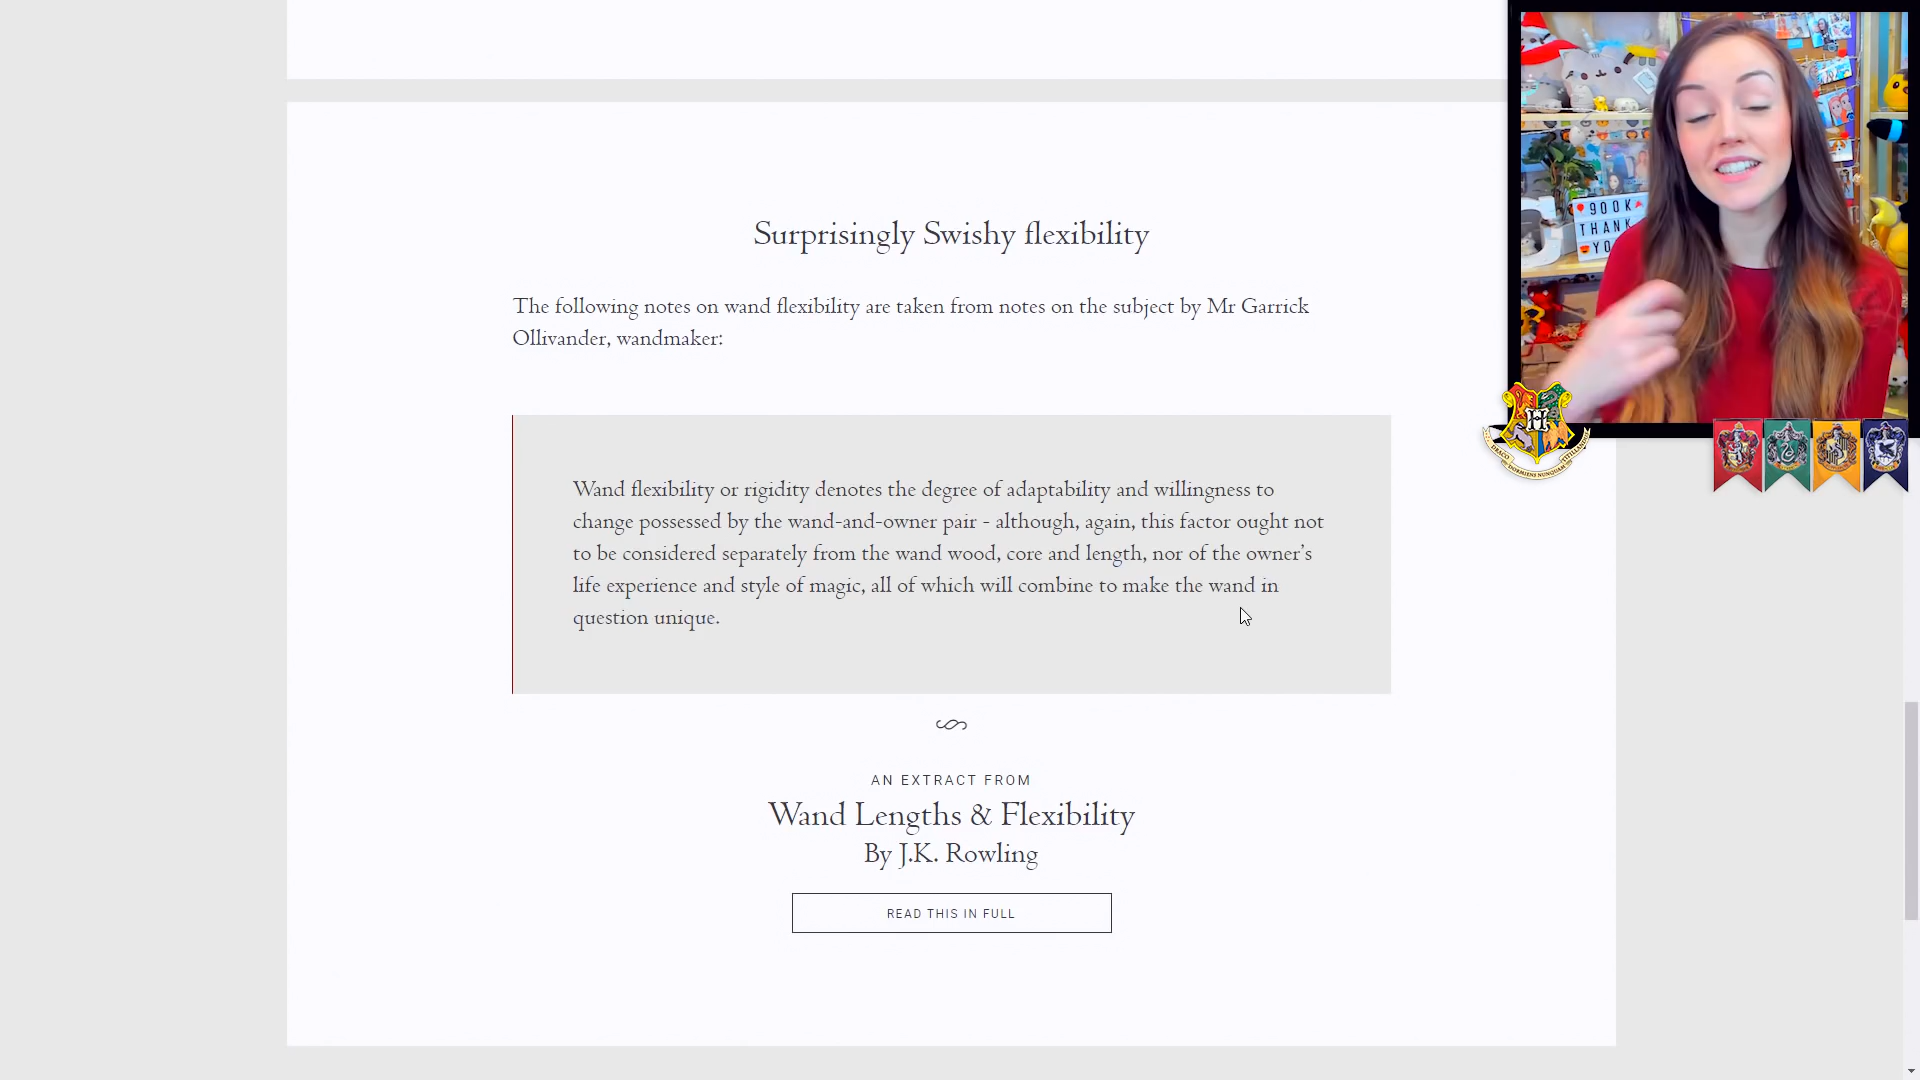 Surprisingly Swishy flexibility
The following notes on wand flexibility are taken from notes on the subject by Mr Garrick
Ollivander, wandmaker:
Wand flexibility or rigidity denotes the degree of adaptability and willingness to
change possessed by the wand-and-owner pair - although, again, this factor ought not
to be considered separately from the wand wood, core and length, nor of the owner's
life experience and style of magic, all of which will combine to make the wand in
question unique.
AN EXTRACT FROM
Wand Lengths & Flexibility
By J.K. Rowling
READ THIS IN FULL
900K
THANK
YO
H
DRACO DORMIENS NUNQUAM TITILLANDUS